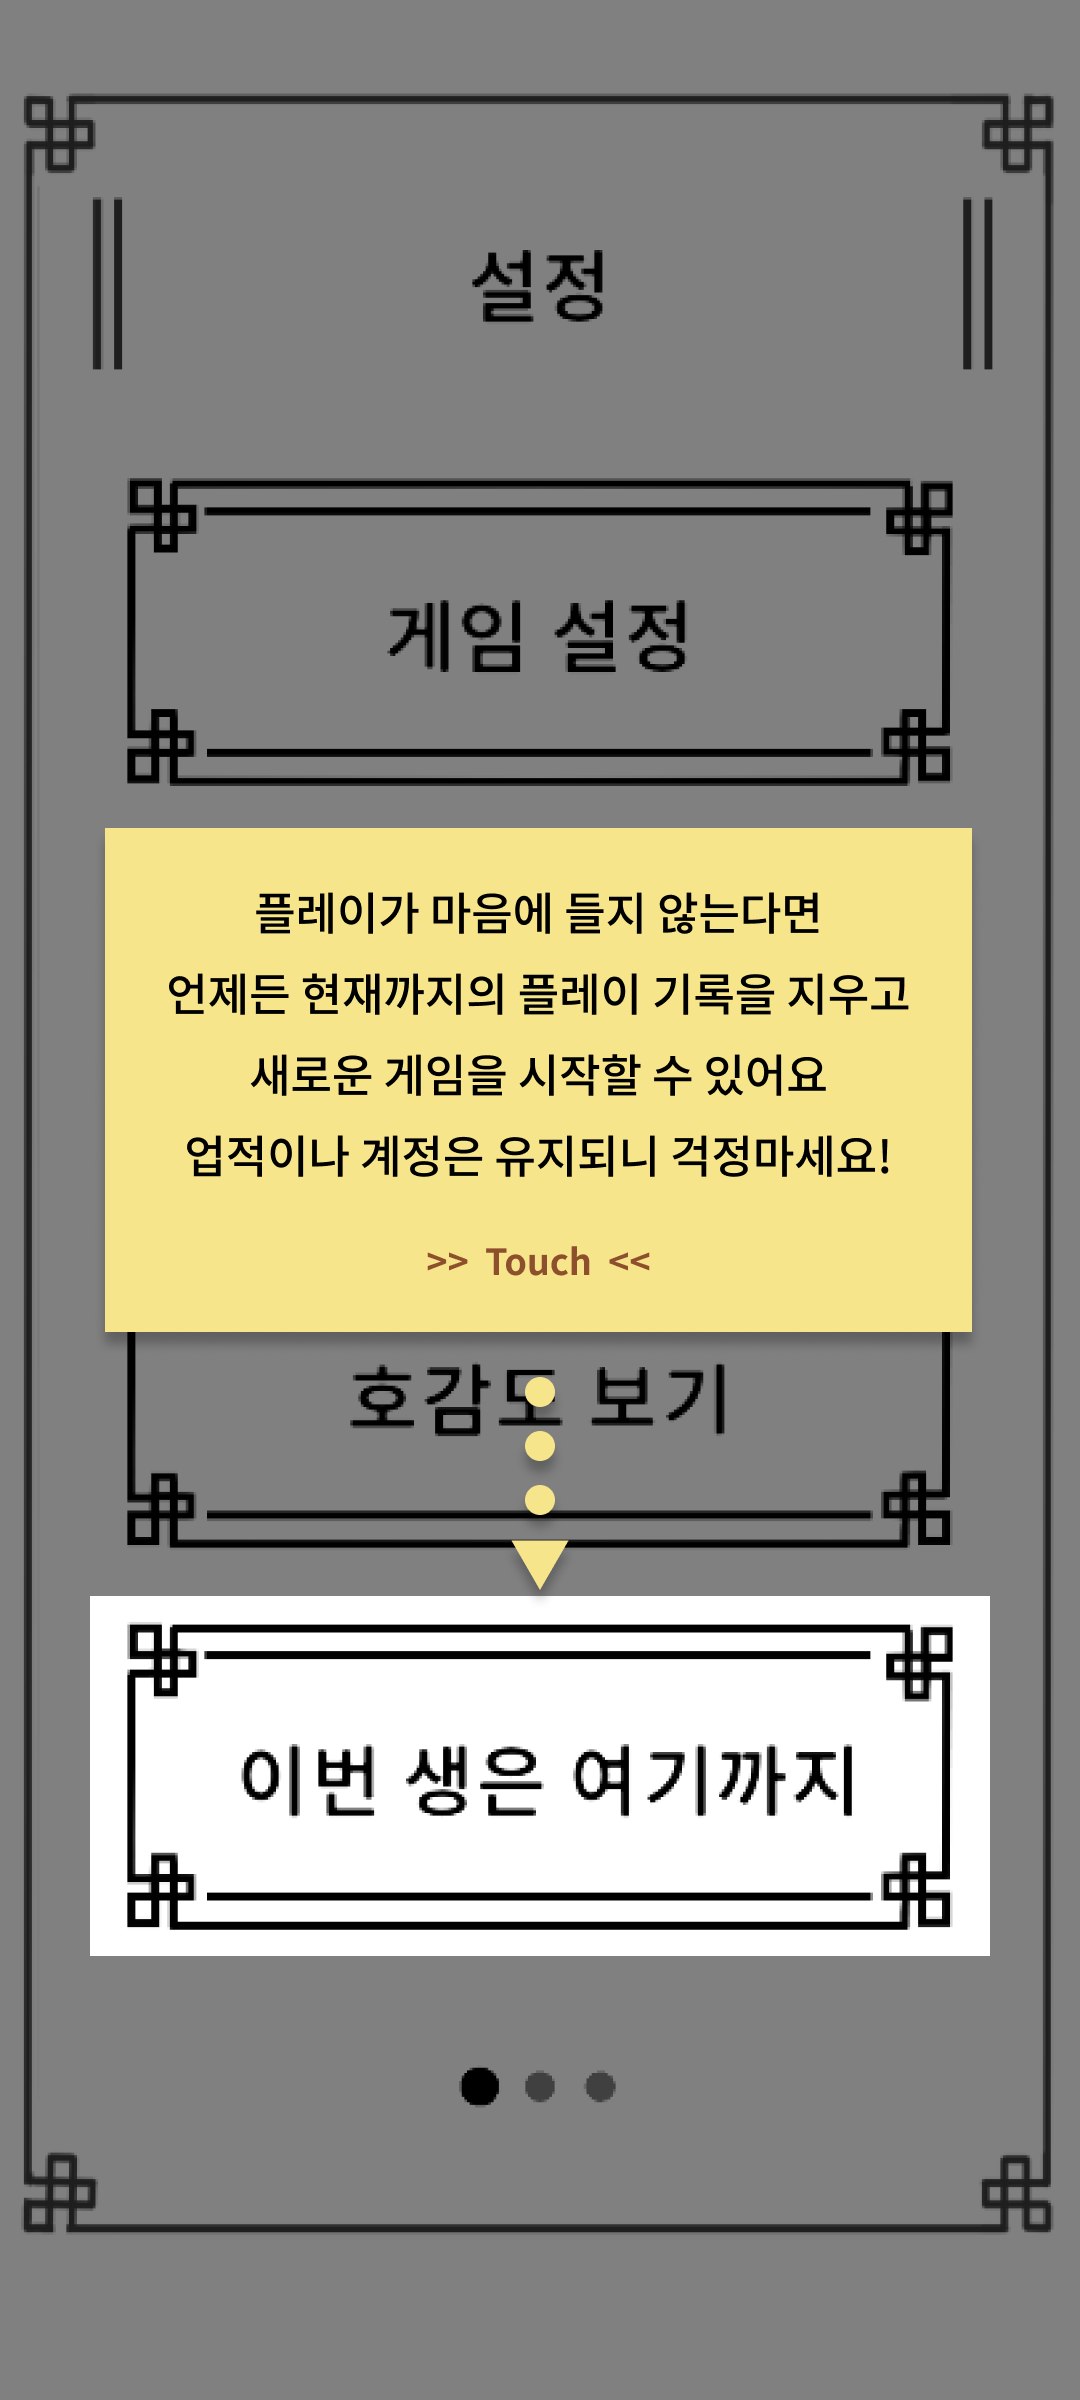 설정
게임 설정
플레이가 마음에 들지 않는다면
언제든 현재까지의 플레이 기록을 지우고
새로운 게임을 시작할 수 있어요
업적이나 계정은 유지되니 걱정마세요!
>> Touch <<
호감도 보기
이번 생은 여기까지